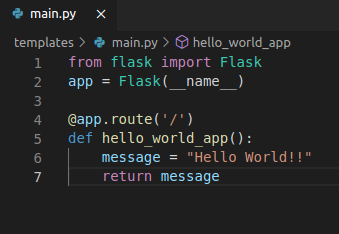 main.py ×
templates > main.py > hello_world_app
1 from flask import Flask
2 app = Flask(__name__)
3
4 @app.route('/')
5 def hello_world_app():
6     message = "Hello World!!"
7     return message